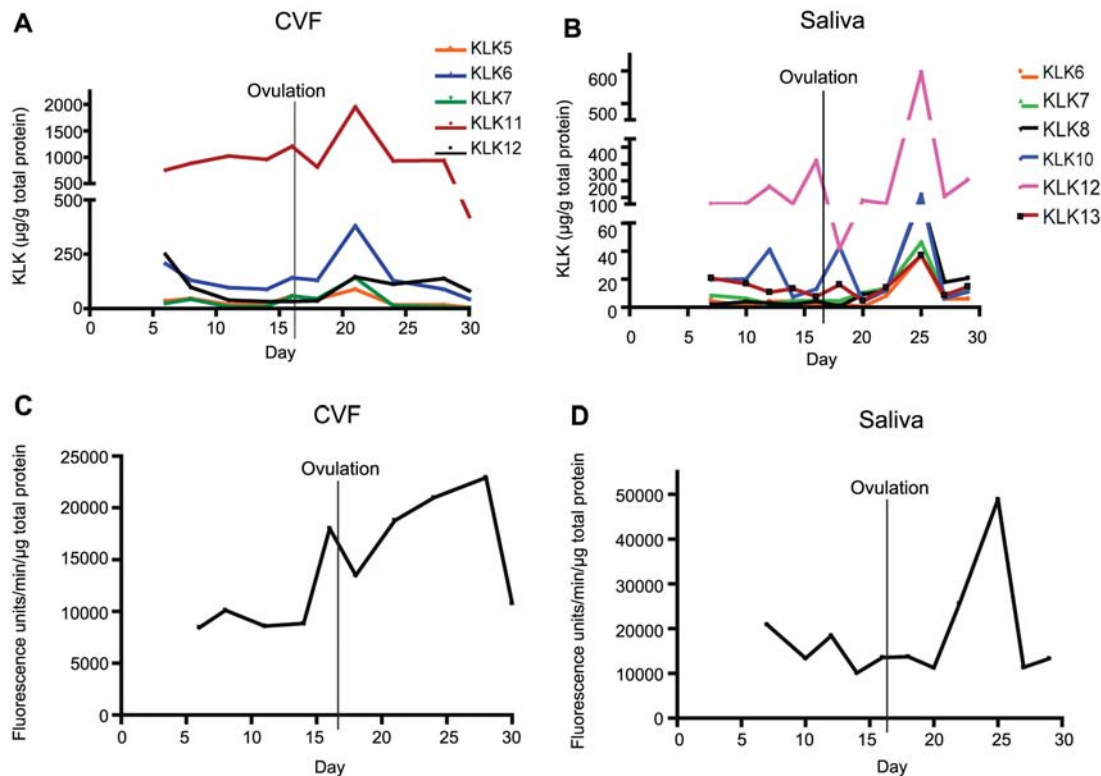 A
CVF
KLK5
KLK6
KLK7
KLK11
KLK12
Ovulation
KLK (µg/g total protein)
2000
1500
1000
500
500
250
0
0 5 10 15 20 25 30
Day
B
Saliva
KLK6
KLK7
KLK8
KLK10
KLK12
KLK13
Ovulation
KLK (µg/g total protein)
600
500
400
300
200
100
60
40
20
0
0 5 10 15 20 25 30
Day
C
CVF
Ovulation
Fluorescence units/min/µg total protein
25000
20000
15000
10000
5000
0
0 5 10 15 20 25 30
Day
D
Saliva
Ovulation
Fluorescence units/min/µg total protein
50000
40000
30000
20000
10000
0
0 5 10 15 20 25 30
Day